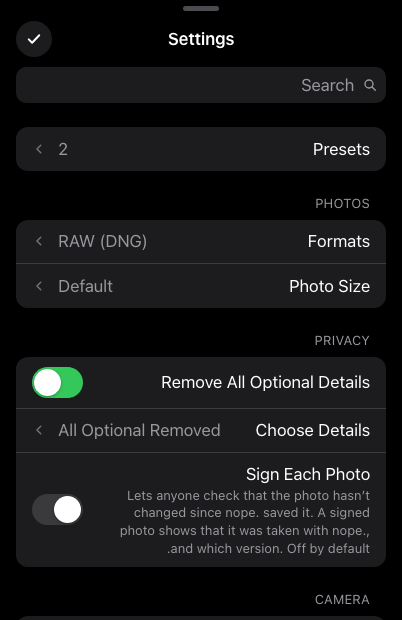 Settings
Search
Presets
2
PHOTOS
Formats
RAW (DNG)
Photo Size
Default
PRIVACY
Remove All Optional Details
Choose Details
All Optional Removed
Sign Each Photo
Lets anyone check that the photo hasn't
changed since nope. saved it. A signed
photo shows that it was taken with nope.,
.and which version. Off by default
CAMERA